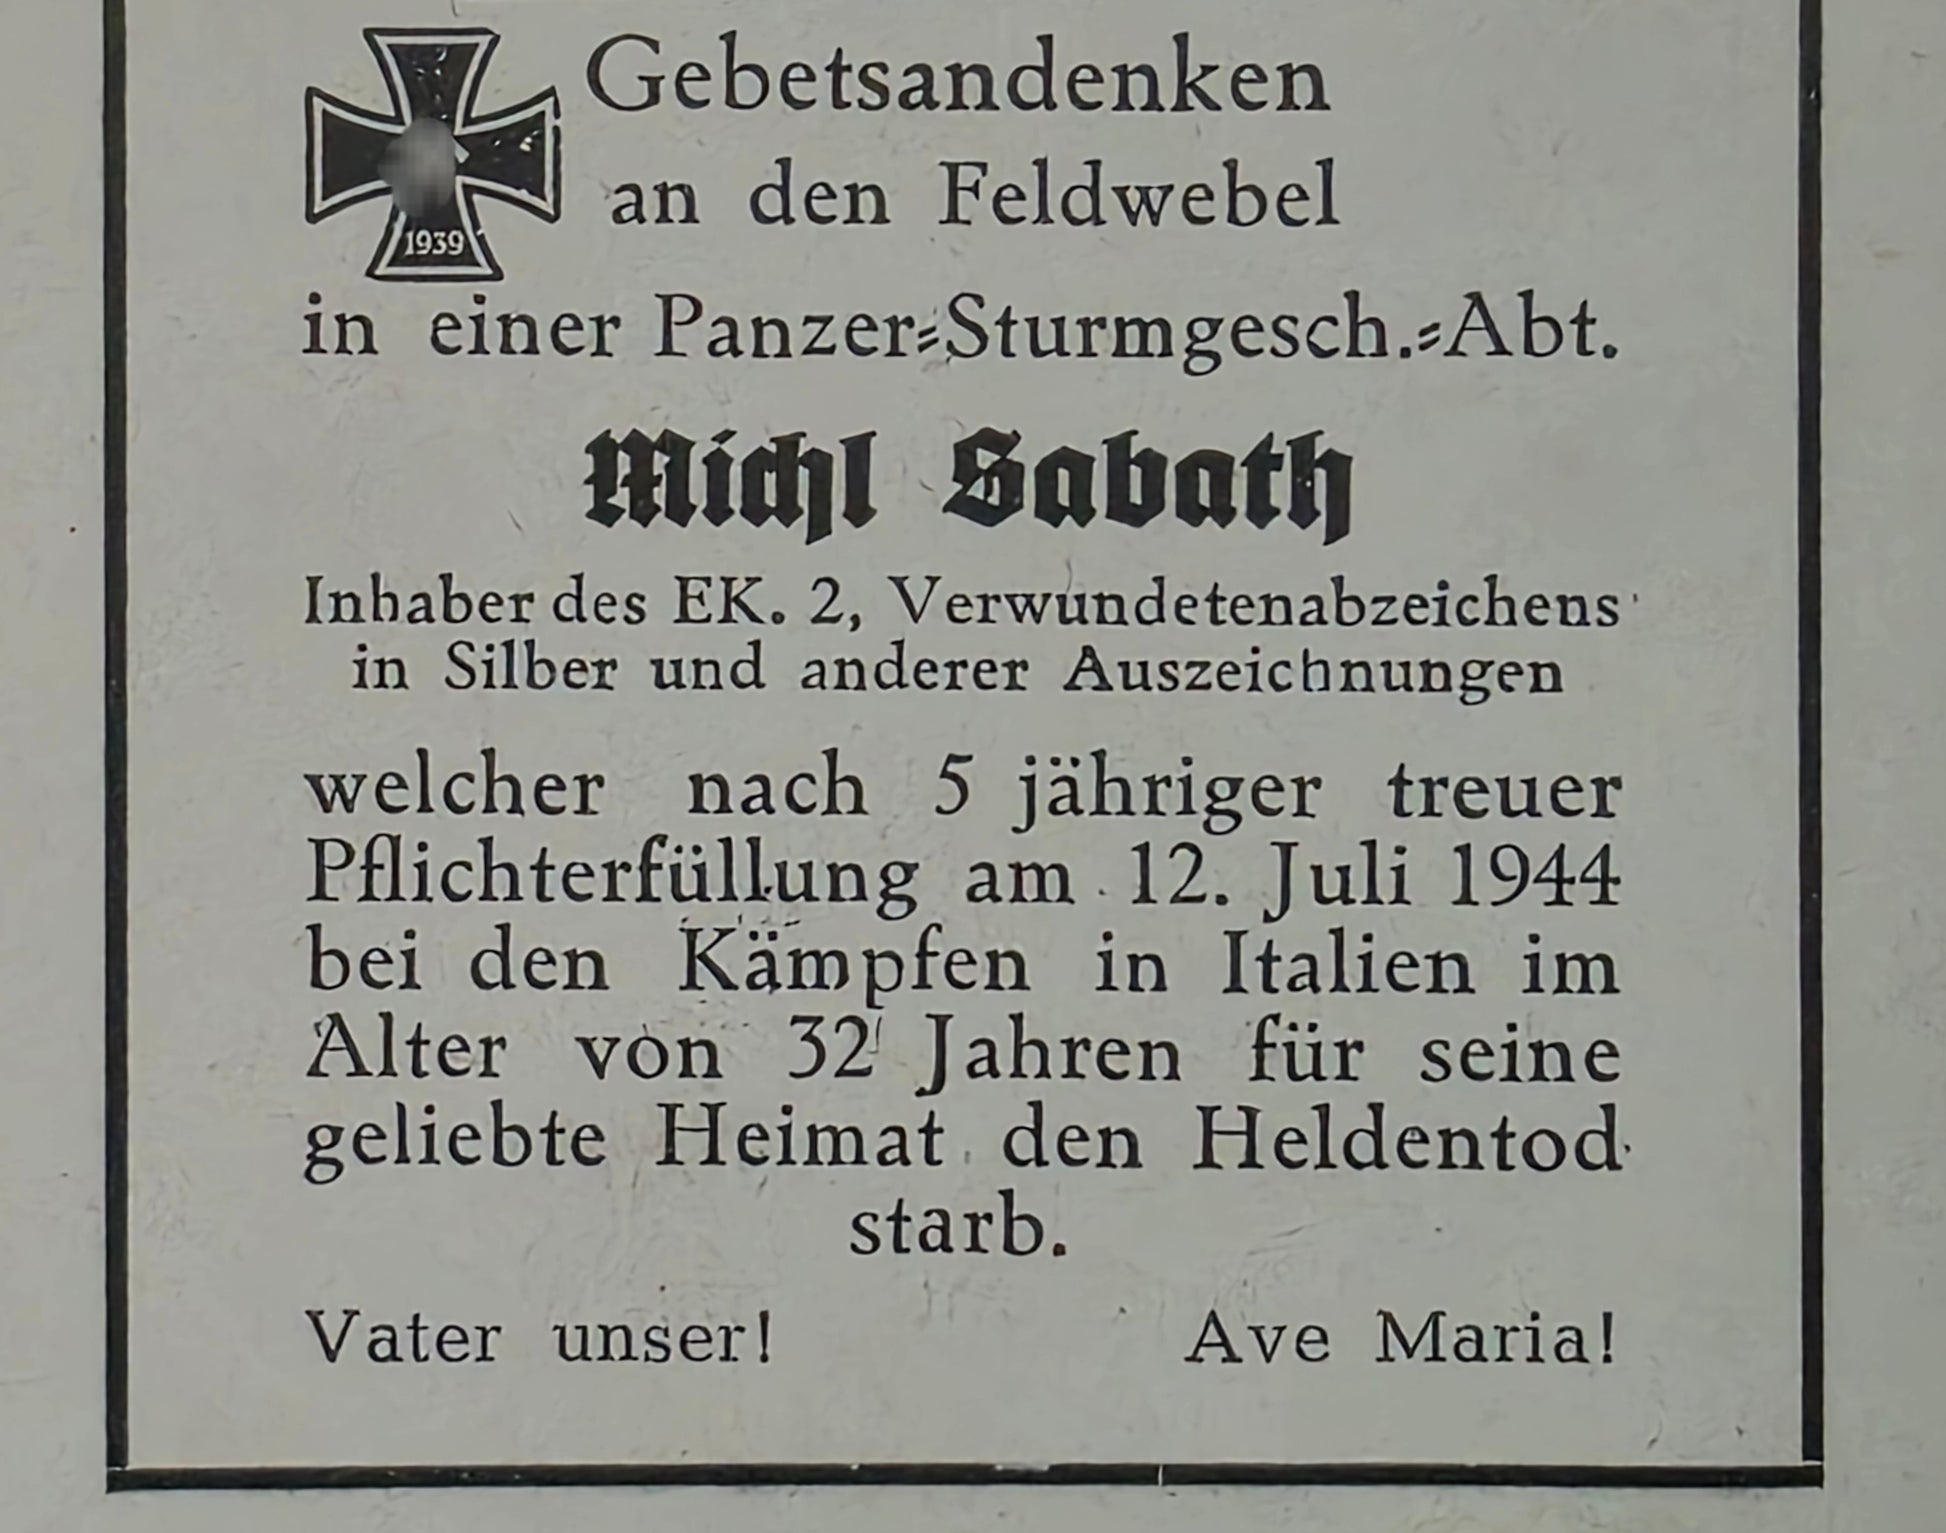 Gebetsandenken
an den Feldwebel
1939
in einer Panzer-Sturmgesch.-Abt.
Michl Sabath
Inhaber des EK. 2, Verwundetenabzeichens
in Silber und anderer Auszeichnungen
welcher nach 5 jähriger treuer
Pflichterfüllung am 12. Juli 1944
bei den Kämpfen in Italien im
Alter von 32 Jahren für seine
geliebte Heimat den Heldentod
starb.
Vater unser! Ave Maria!